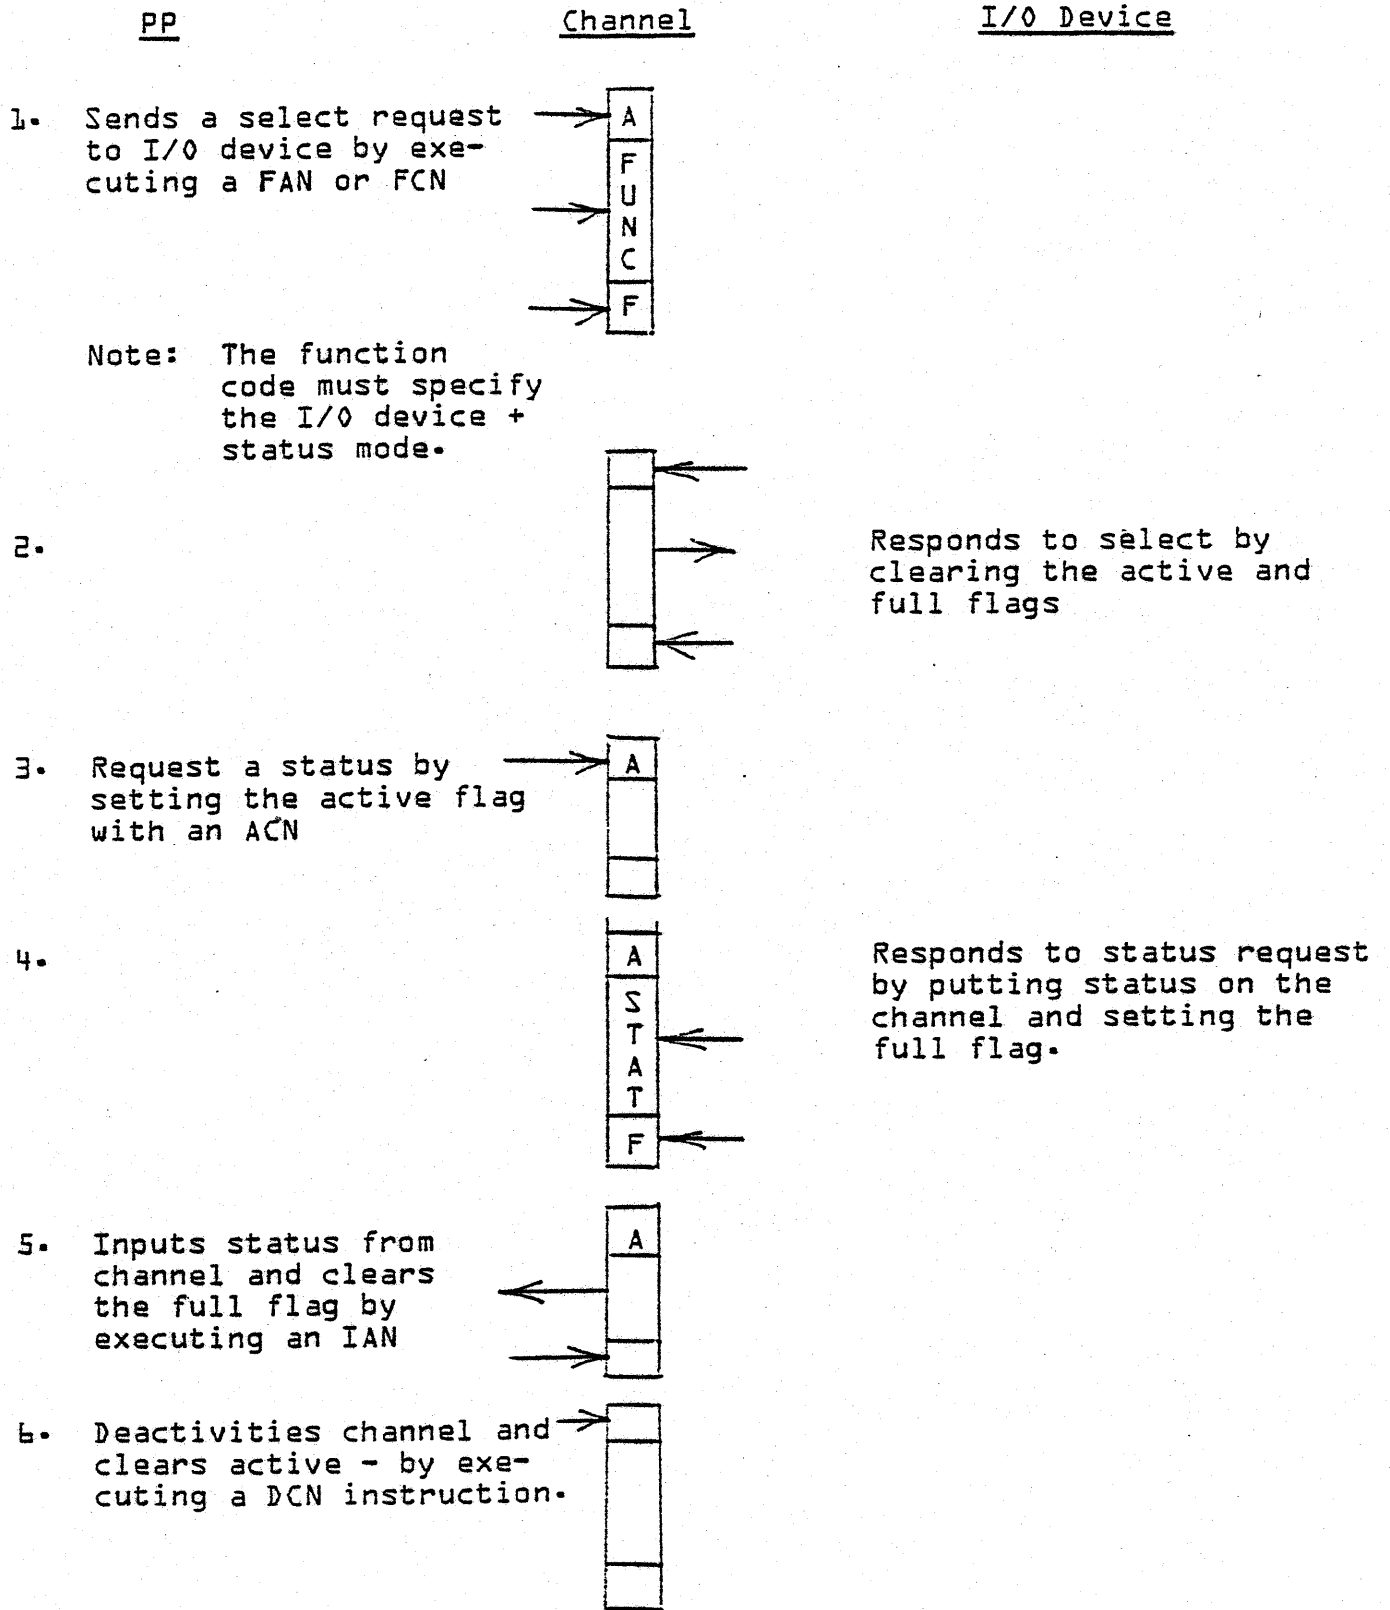 PP Channel I/O Device
1. Sends a select request
to I/O device by exe-
cuting a FAN or FCN
A
F
U
N
C
F
Note: The function
code must specify
the I/O device +
status mode.
2. Responds to select by
clearing the active and
full flags
3. Request a status by
setting the active flag
with an ACN
A
4. A
S
T
A
T
F
Responds to status request
by putting status on the
channel and setting the
full flag.
5. Inputs status from
channel and clears
the full flag by
executing an IAN
A
6. Deactivities channel and
clears active - by exe-
cuting a DCN instruction.